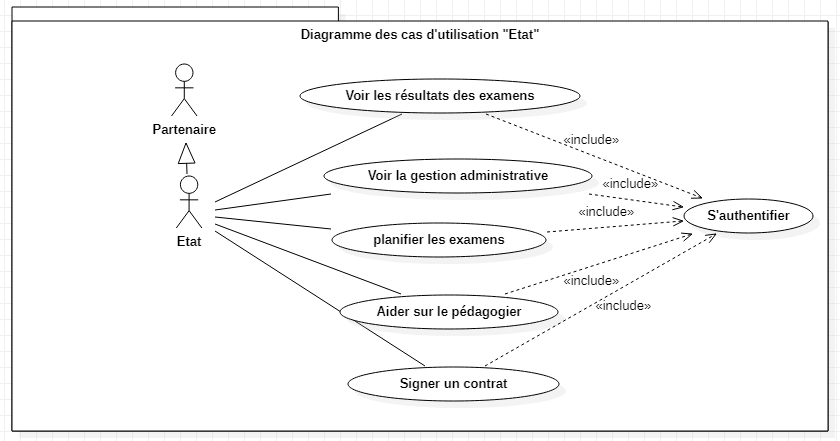 Diagramme des cas d'utilisation "Etat"
Voir les résultats des examens
Partenaire
«include»
Voir la gestion administrative
«include»
Etat
planifier les examens
«include»
S'authentifier
Aider sur le pédagogier
«include»
«include»
Signer un contrat